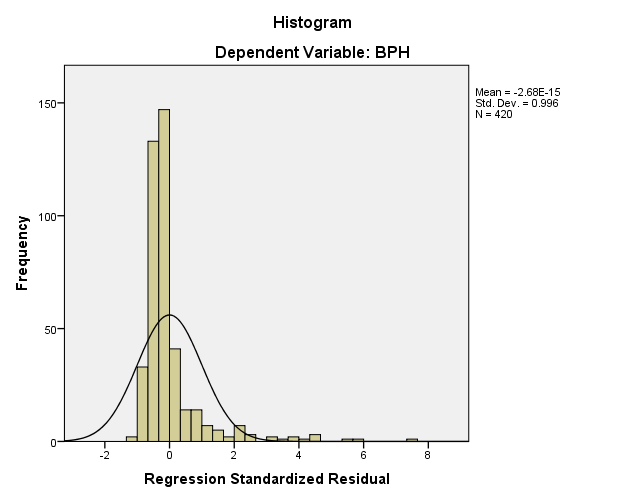 Histogram
Dependent Variable: BPH
Mean = -2.68E-15
Std. Dev. = 0.996
N = 420
150
100
50
0
Frequency
-2 0 2 4 6 8
Regression Standardized Residual